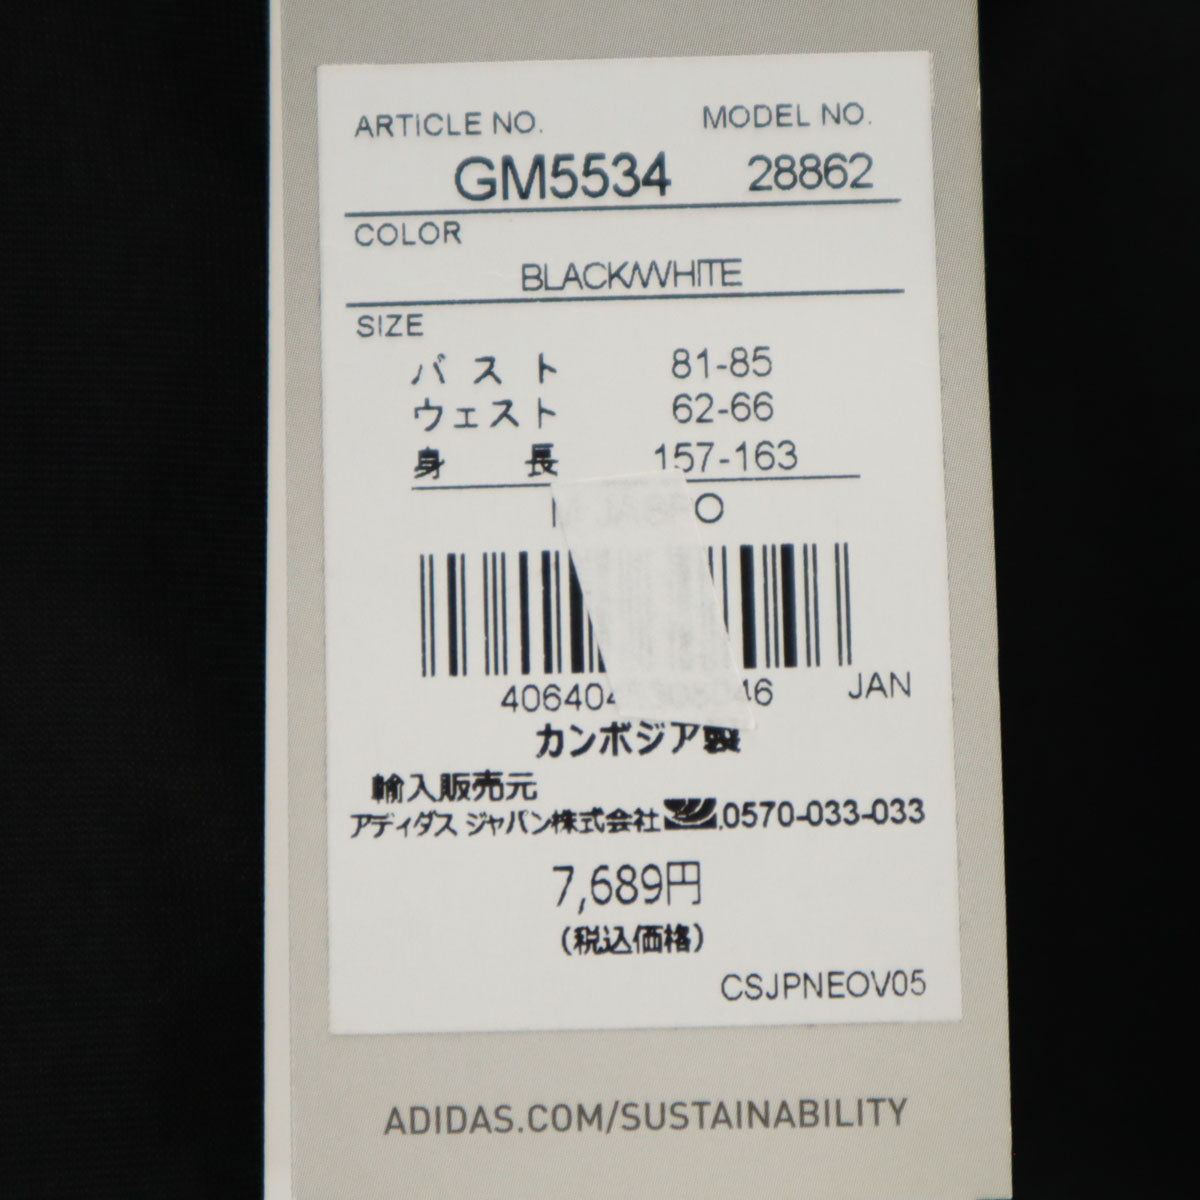 ARTICLE NO. MODEL NO.
GM5534 28862
COLOR
BLACK/WHITE
SIZE
バスト 81-85
ウェスト 62-66
身長 157-163
O
JAN
カンボジア製
輸入販売元
アディダス ジャパン株式会社 .0570-033-033
7,689円
(税込価格)
CSJPNEOV05
ADIDAS.COM/SUSTAINABILITY